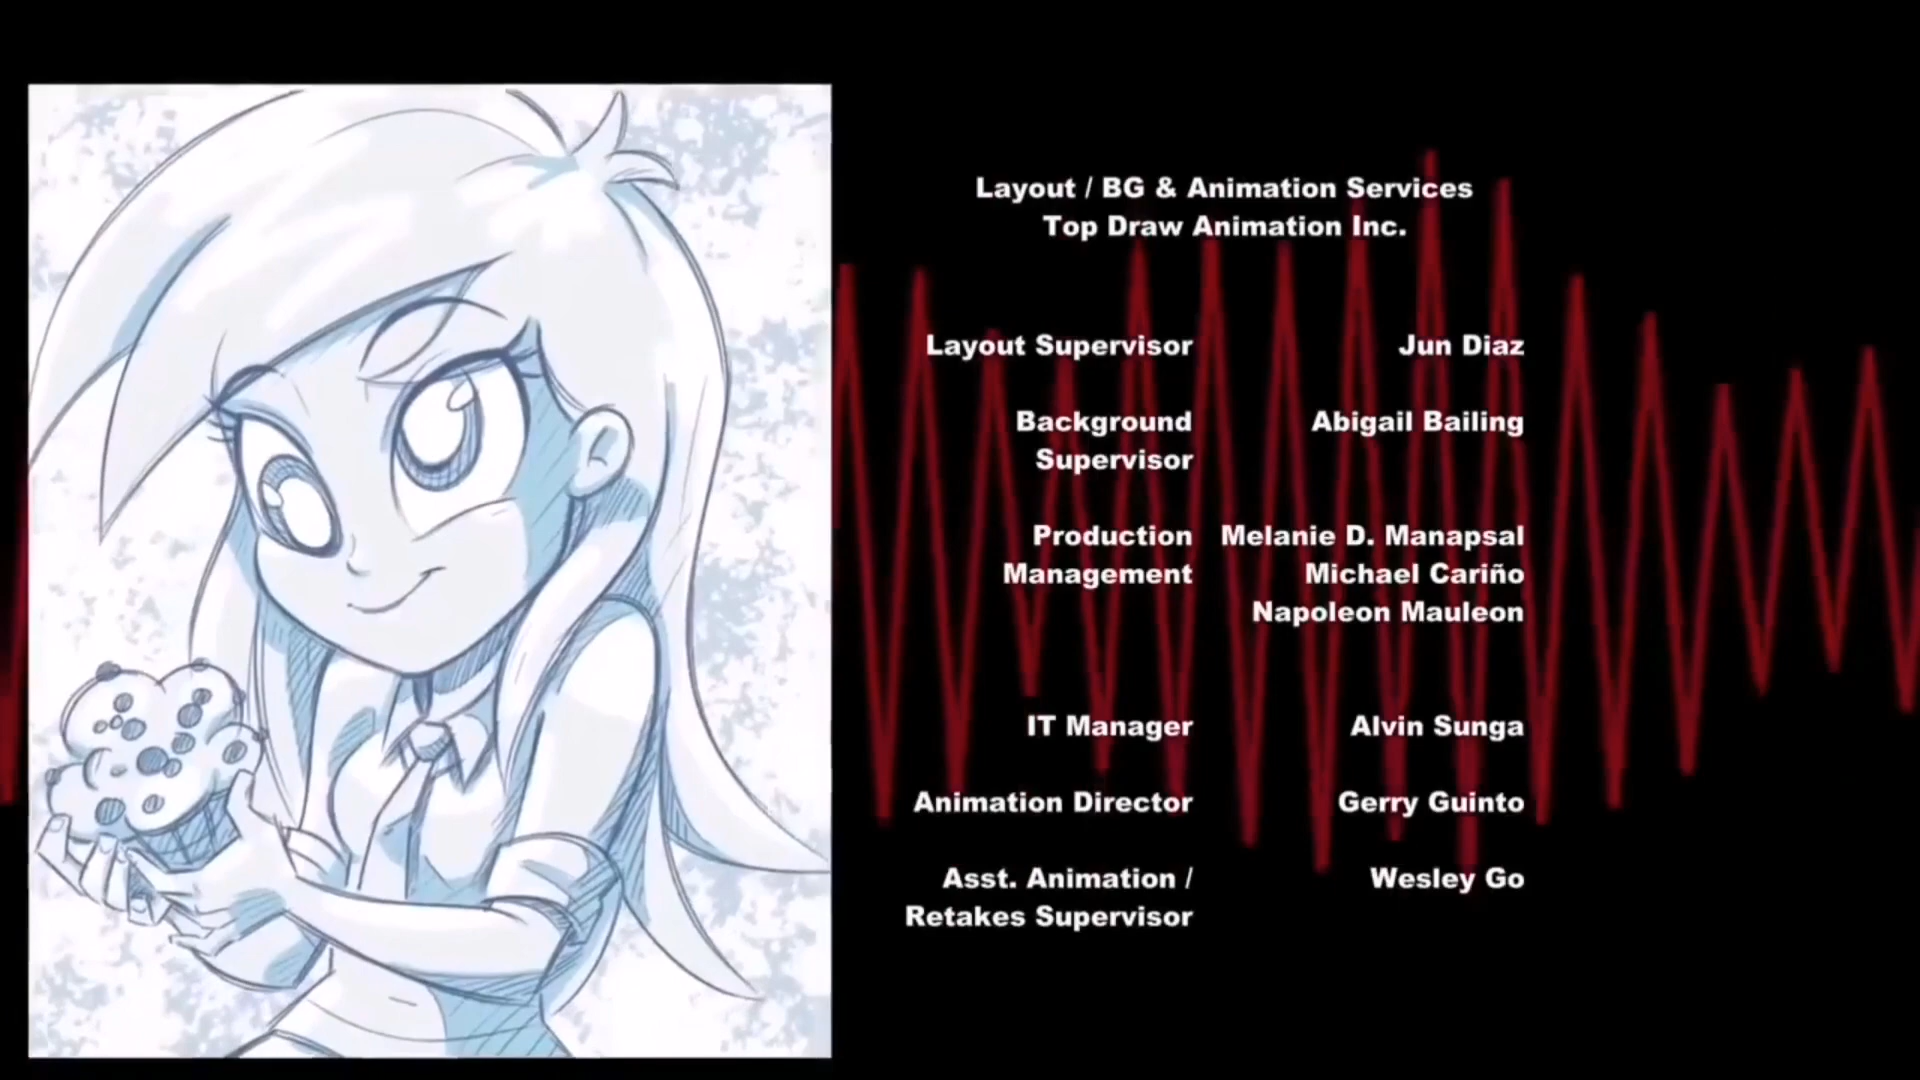 Layout / BG & Animation Services
Top Draw Animation Inc.
Layout Supervisor Jun Diaz
Background Abigail Bailing
Supervisor
Production Melanie D. Manapsal
Management Michael Cariño
Napoleon Mauleon
IT Manager Alvin Sunga
Animation Director Gerry Guinto
Asst. Animation / Wesley Go
Retakes Supervisor